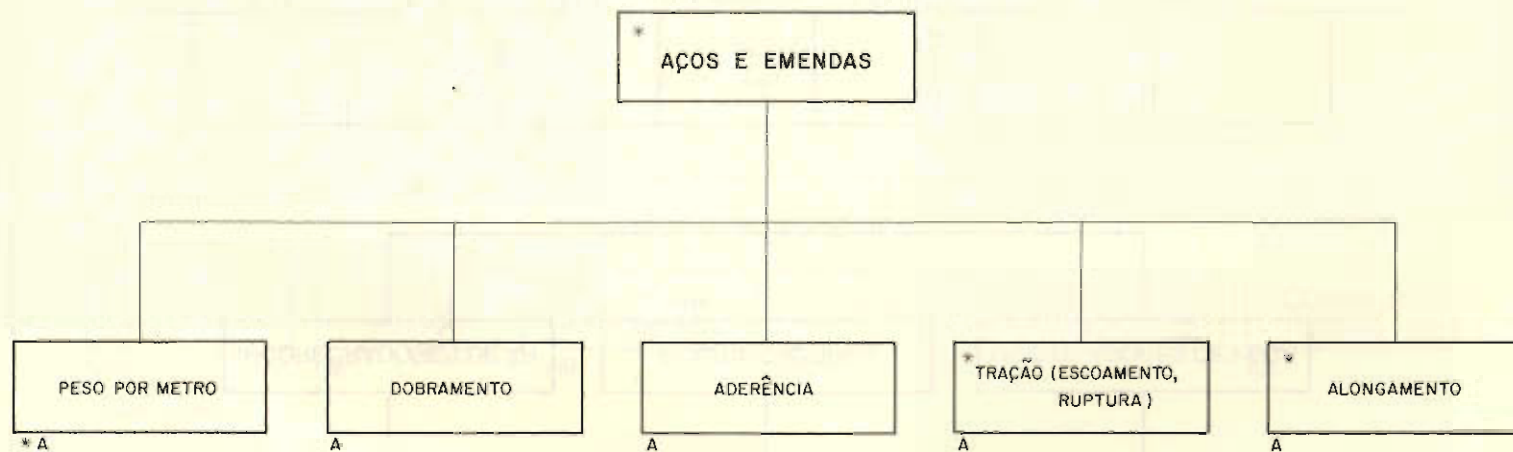 *
AÇOS E EMENDAS
PESO POR METRO
* A
DOBRAMENTO
A
ADERÊNCIA
A
* TRAÇÃO (ESCOAMENTO,
RUPTURA)
A
*
ALONGAMENTO
A